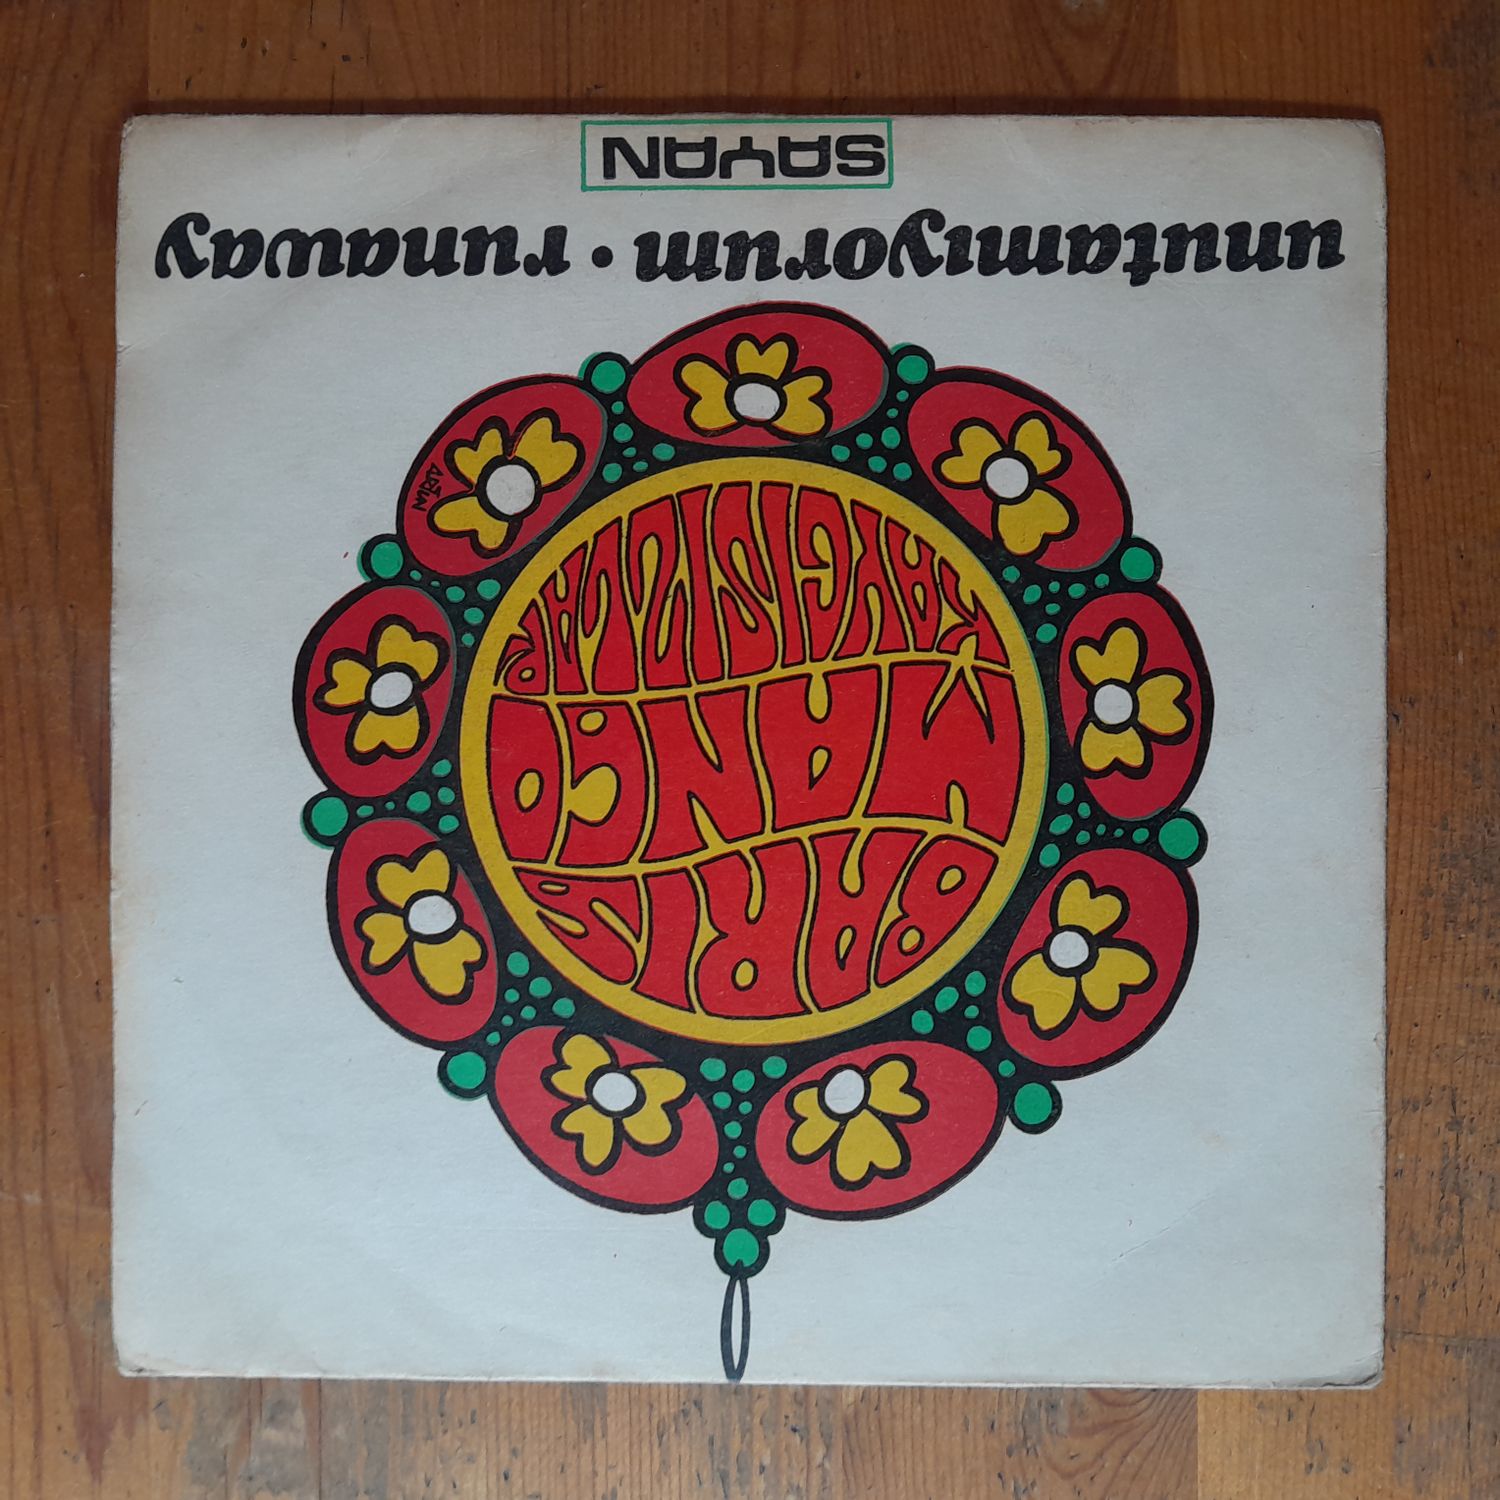 BARIŞ
MANÇO
KAYGISIZLAR
unutamıyorum • runaway
SAYAN